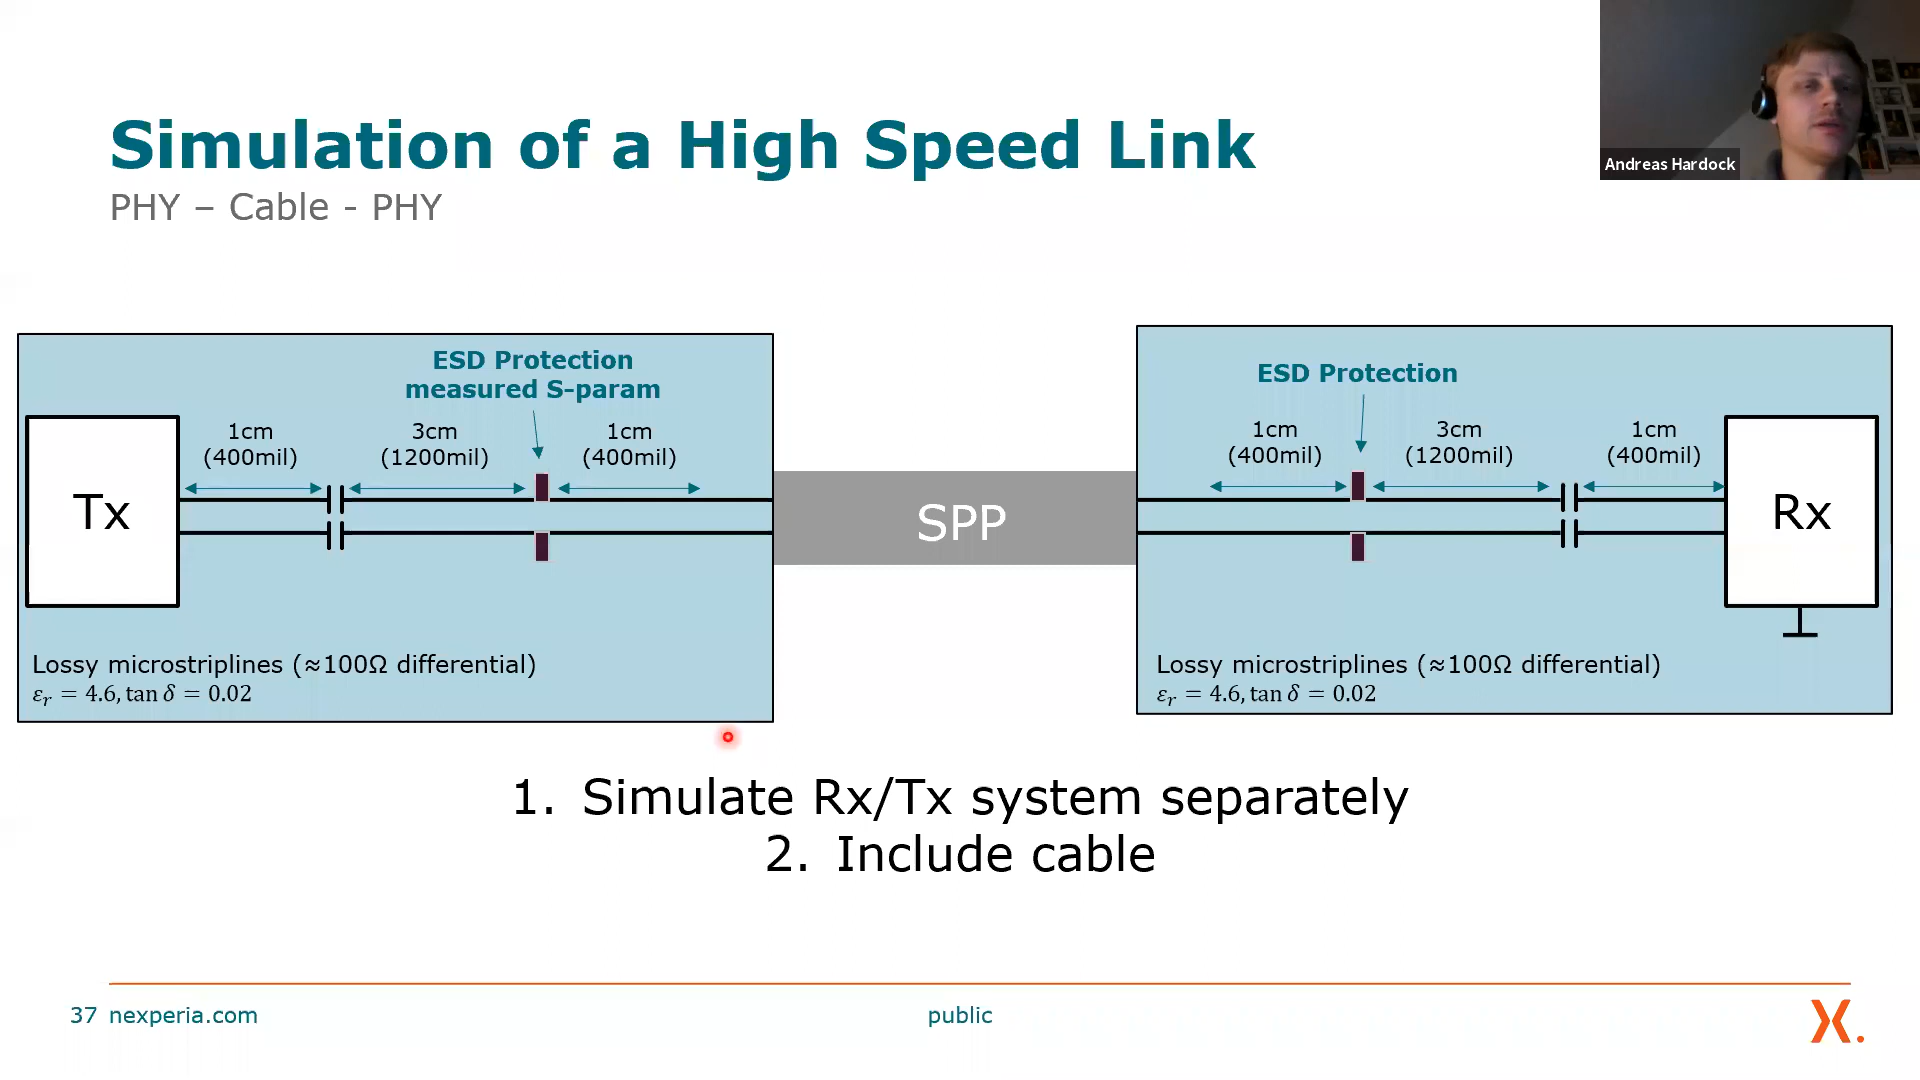 Andreas Hardock
Simulation of a High Speed Link
PHY – Cable - PHY
ESD Protection
measured S-param
1cm
(400mil)
3cm
(1200mil)
1cm
(400mil)
Tx
Lossy microstriplines (≈100Ω differential)
εr = 4.6, tan δ = 0.02
SPP
ESD Protection
1cm
(400mil)
3cm
(1200mil)
1cm
(400mil)
Rx
Lossy microstriplines (≈100Ω differential)
εr = 4.6, tan δ = 0.02
1. Simulate Rx/Tx system separately
2. Include cable
37 nexperia.com
public